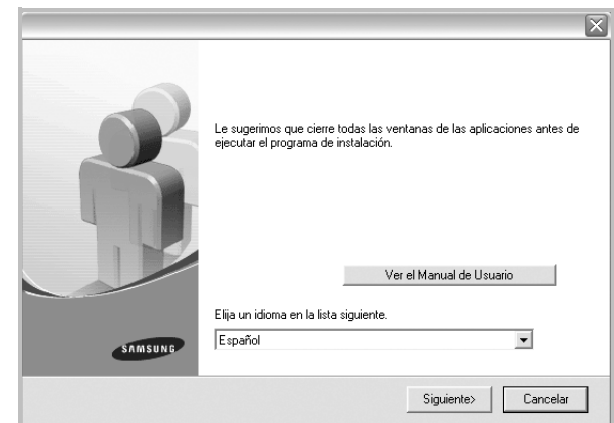 Le sugerimos que cierre todas las ventanas de las aplicaciones antes de
ejecutar el programa de instalación.
Ver el Manual de Usuario
Elija un idioma en la lista siguiente.
Español
SAMSUNG
Siguiente>
Cancelar